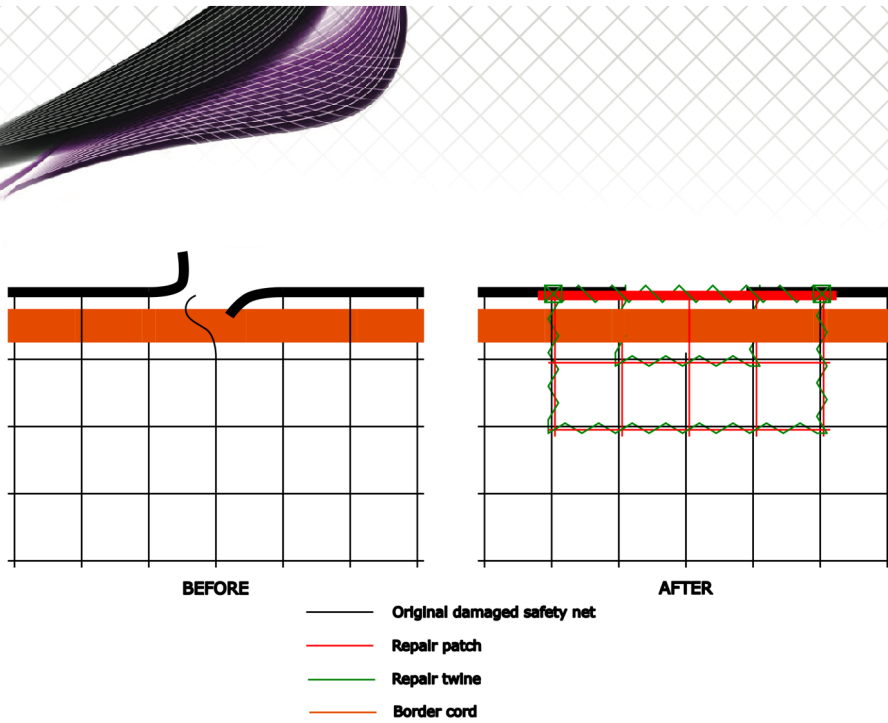 BEFORE
AFTER
Original damaged safety net
Repair patch
Repair twine
Border cord